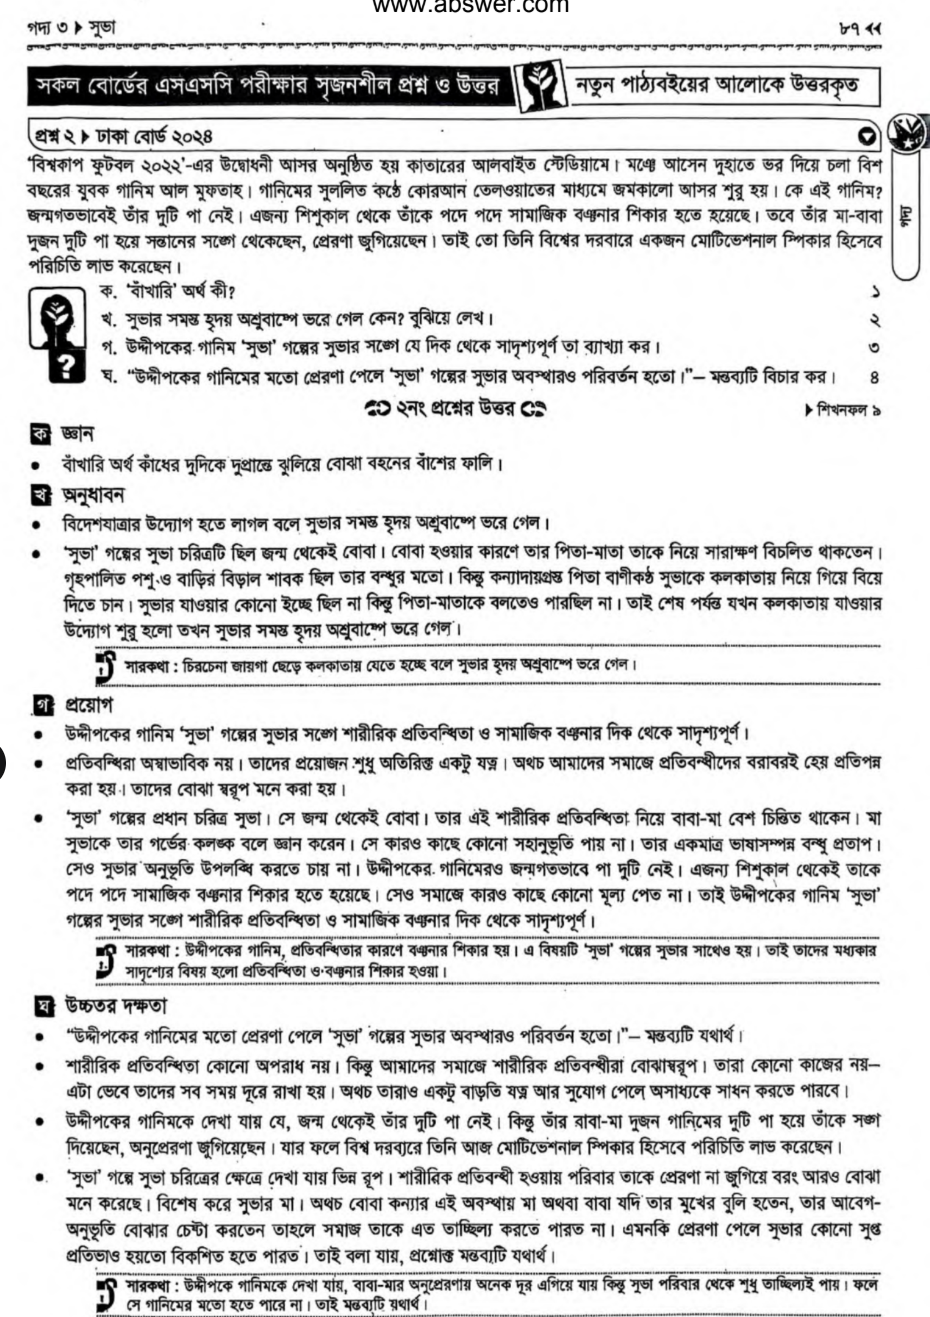 www.abswer.com
গদ্য ৩ ▶ সুভা
৮৭ ◀◀
সকল বোর্ডের এসএসসি পরীক্ষার সৃজনশীল প্রশ্ন ও উত্তর
নতুন পাঠ্যবইয়ের আলোকে উত্তরকৃত
প্রশ্ন ২ ▶ ঢাকা বোর্ড ২০২৪
'বিশ্বকাপ ফুটবল ২০২২'-এর উদ্বোধনী আসর অনুষ্ঠিত হয় কাতারের আলবাইত স্টেডিয়ামে। মঞ্চে আসেন দুহাতে ভর দিয়ে চলা বিশ
বছরের যুবক গানিম আল মুফতাহ। গানিমের সুললিত কণ্ঠে কোরআন তেলওয়াতের মাধ্যমে জমকালো আসর শুরু হয়। কে এই গানিম?
জন্মগতভাবেই তাঁর দুটি পা নেই। এজন্য শিশুকাল থেকে তাঁকে পদে পদে সামাজিক বঞ্চনার শিকার হতে হয়েছে। তবে তাঁর মা-বাবা
দুজন দুটি পা হয়ে সন্তানের সঙ্গে থেকেছেন, প্রেরণা জুগিয়েছেন। তাই তো তিনি বিশ্বের দরবারে একজন মোটিভেশনাল স্পিকার হিসেবে
পরিচিতি লাভ করেছেন।
গদ্য
ক. 'বাঁখারি' অর্থ কী? ১
খ. সুভার সমস্ত হৃদয় অশ্রুবাষ্পে ভরে গেল কেন? বুঝিয়ে লেখ। ২
গ. উদ্দীপকের গানিম 'সুভা' গল্পের সুভার সঙ্গে যে দিক থেকে সাদৃশ্যপূর্ণ তা ব্যাখ্যা কর। ৩
ঘ. "উদ্দীপকের গানিমের মতো প্রেরণা পেলে 'সুভা' গল্পের সুভার অবস্থারও পরিবর্তন হতো।"– মন্তব্যটি বিচার কর। ৪
২নং প্রশ্নের উত্তর
▶ শিখনফল ৯
ক জ্ঞান
● বাঁখারি অর্থ কাঁধের দুদিকে দুপ্রান্তে ঝুলিয়ে বোঝা বহনের বাঁশের ফালি।
খ অনুধাবন
● বিদেশযাত্রার উদ্যোগ হতে লাগল বলে সুভার সমস্ত হৃদয় অশ্রুবাষ্পে ভরে গেল।
● 'সুভা' গল্পের সুভা চরিত্রটি ছিল জন্ম থেকেই বোবা। বোবা হওয়ার কারণে তার পিতা-মাতা তাকে নিয়ে সারাক্ষণ বিচলিত থাকতেন।
গৃহপালিত পশু ও বাড়ির বিড়াল শাবক ছিল তার বন্ধুর মতো। কিন্তু কন্যাদায়গ্রস্ত পিতা বাণীকণ্ঠ সুভাকে কলকাতায় নিয়ে গিয়ে বিয়ে
দিতে চান। সুভার যাওয়ার কোনো ইচ্ছে ছিল না কিন্তু পিতা-মাতাকে বলতেও পারছিল না। তাই শেষ পর্যন্ত যখন কলকাতায় যাওয়ার
উদ্যোগ শুরু হলো তখন সুভার সমস্ত হৃদয় অশ্রুবাষ্পে ভরে গেল।
সারকথা : চিরচেনা জায়গা ছেড়ে কলকাতায় যেতে হচ্ছে বলে সুভার হৃদয় অশ্রুবাষ্পে ভরে গেল।
গ প্রয়োগ
● উদ্দীপকের গানিম 'সুভা' গল্পের সুভার সঙ্গে শারীরিক প্রতিবন্ধিতা ও সামাজিক বঞ্চনার দিক থেকে সাদৃশ্যপূর্ণ।
● প্রতিবন্ধিরা অস্বাভাবিক নয়। তাদের প্রয়োজন শুধু অতিরিক্ত একটু যত্ন। অথচ আমাদের সমাজে প্রতিবন্ধীদের বরাবরই হেয় প্রতিপন্ন
করা হয়। তাদের বোঝা স্বরূপ মনে করা হয়।
● 'সুভা' গল্পের প্রধান চরিত্র সুভা। সে জন্ম থেকেই বোবা। তার এই শারীরিক প্রতিবন্ধিতা নিয়ে বাবা-মা বেশ চিন্তিত থাকেন। মা
সুভাকে তার গর্ভের কলঙ্ক বলে জ্ঞান করেন। সে কারও কাছে কোনো সহানুভূতি পায় না। তার একমাত্র ভাষাসম্পন্ন বন্ধু প্রতাপ।
সেও সুভার অনুভূতি উপলব্ধি করতে চায় না। উদ্দীপকের গানিমেরও জন্মগতভাবে পা দুটি নেই। এজন্য শিশুকাল থেকেই তাকে
পদে পদে সামাজিক বঞ্চনার শিকার হতে হয়েছে। সেও সমাজে কারও কাছে কোনো মূল্য পেত না। তাই উদ্দীপকের গানিম 'সুভা'
গল্পের সুভার সঙ্গে শারীরিক প্রতিবন্ধিতা ও সামাজিক বঞ্চনার দিক থেকে সাদৃশ্যপূর্ণ।
সারকথা : উদ্দীপকের গানিম, প্রতিবন্ধিতার কারণে বঞ্চনার শিকার হয়। এ বিষয়টি 'সুভা' গল্পের সুভার সাথেও হয়। তাই তাদের মধ্যকার
সাদৃশ্যের বিষয় হলো প্রতিবন্ধিতা ও বঞ্চনার শিকার হওয়া।
ঘ উচ্চতর দক্ষতা
● "উদ্দীপকের গানিমের মতো প্রেরণা পেলে 'সুভা' গল্পের সুভার অবস্থারও পরিবর্তন হতো।"– মন্তব্যটি যথার্থ।
● শারীরিক প্রতিবন্ধিতা কোনো অপরাধ নয়। কিন্তু আমাদের সমাজে শারীরিক প্রতিবন্ধীরা বোঝাস্বরূপ। তারা কোনো কাজের নয়–
এটা ভেবে তাদের সব সময় দূরে রাখা হয়। অথচ তারাও একটু বাড়তি যত্ন আর সুযোগ পেলে অসাধ্যকে সাধন করতে পারবে।
● উদ্দীপকের গানিমকে দেখা যায় যে, জন্ম থেকেই তাঁর দুটি পা নেই। কিন্তু তাঁর বাবা-মা দুজন গানিমের দুটি পা হয়ে তাঁকে সঙ্গ
দিয়েছেন, অনুপ্রেরণা জুগিয়েছেন। যার ফলে বিশ্ব দরবারে তিনি আজ মোটিভেশনাল স্পিকার হিসেবে পরিচিতি লাভ করেছেন।
● 'সুভা' গল্পে সুভা চরিত্রের ক্ষেত্রে দেখা যায় ভিন্ন রূপ। শারীরিক প্রতিবন্ধী হওয়ায় পরিবার তাকে প্রেরণা না জুগিয়ে বরং আরও বোঝা
মনে করেছে। বিশেষ করে সুভার মা। অথচ বোবা কন্যার এই অবস্থায় মা অথবা বাবা যদি তার মুখের বুলি হতেন, তার আবেগ-
অনুভূতি বোঝার চেষ্টা করতেন তাহলে সমাজ তাকে এত তাচ্ছিল্য করতে পারত না। এমনকি প্রেরণা পেলে সুভার কোনো সুপ্ত
প্রতিভাও হয়তো বিকশিত হতে পারত। তাই বলা যায়, প্রশ্নোক্ত মন্তব্যটি যথার্থ।
সারকথা : উদ্দীপকে গানিমকে দেখা যায়, বাবা-মার অনুপ্রেরণায় অনেক দূর এগিয়ে যায় কিন্তু সুভা পরিবার থেকে শুধু তাচ্ছিল্যই পায়। ফলে
সে গানিমের মতো হতে পারে না। তাই মন্তব্যটি যথার্থ।